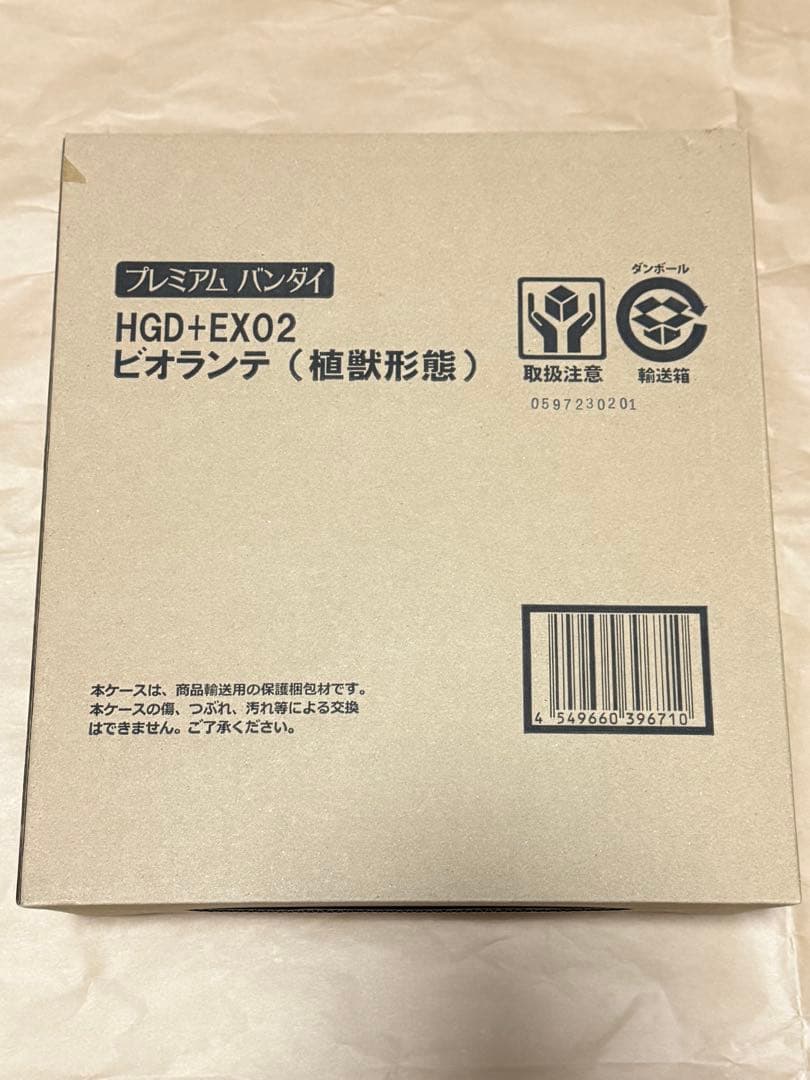 プレミアム バンダイ
HGD+EX02
ビオランテ（植獣形態）
取扱注意
ダンボール
輸送箱
0597230201
本ケースは、商品輸送用の保護梱包材です。
本ケースの傷、つぶれ、汚れ等による交換
はできません。ご了承ください。
4 549660 396710